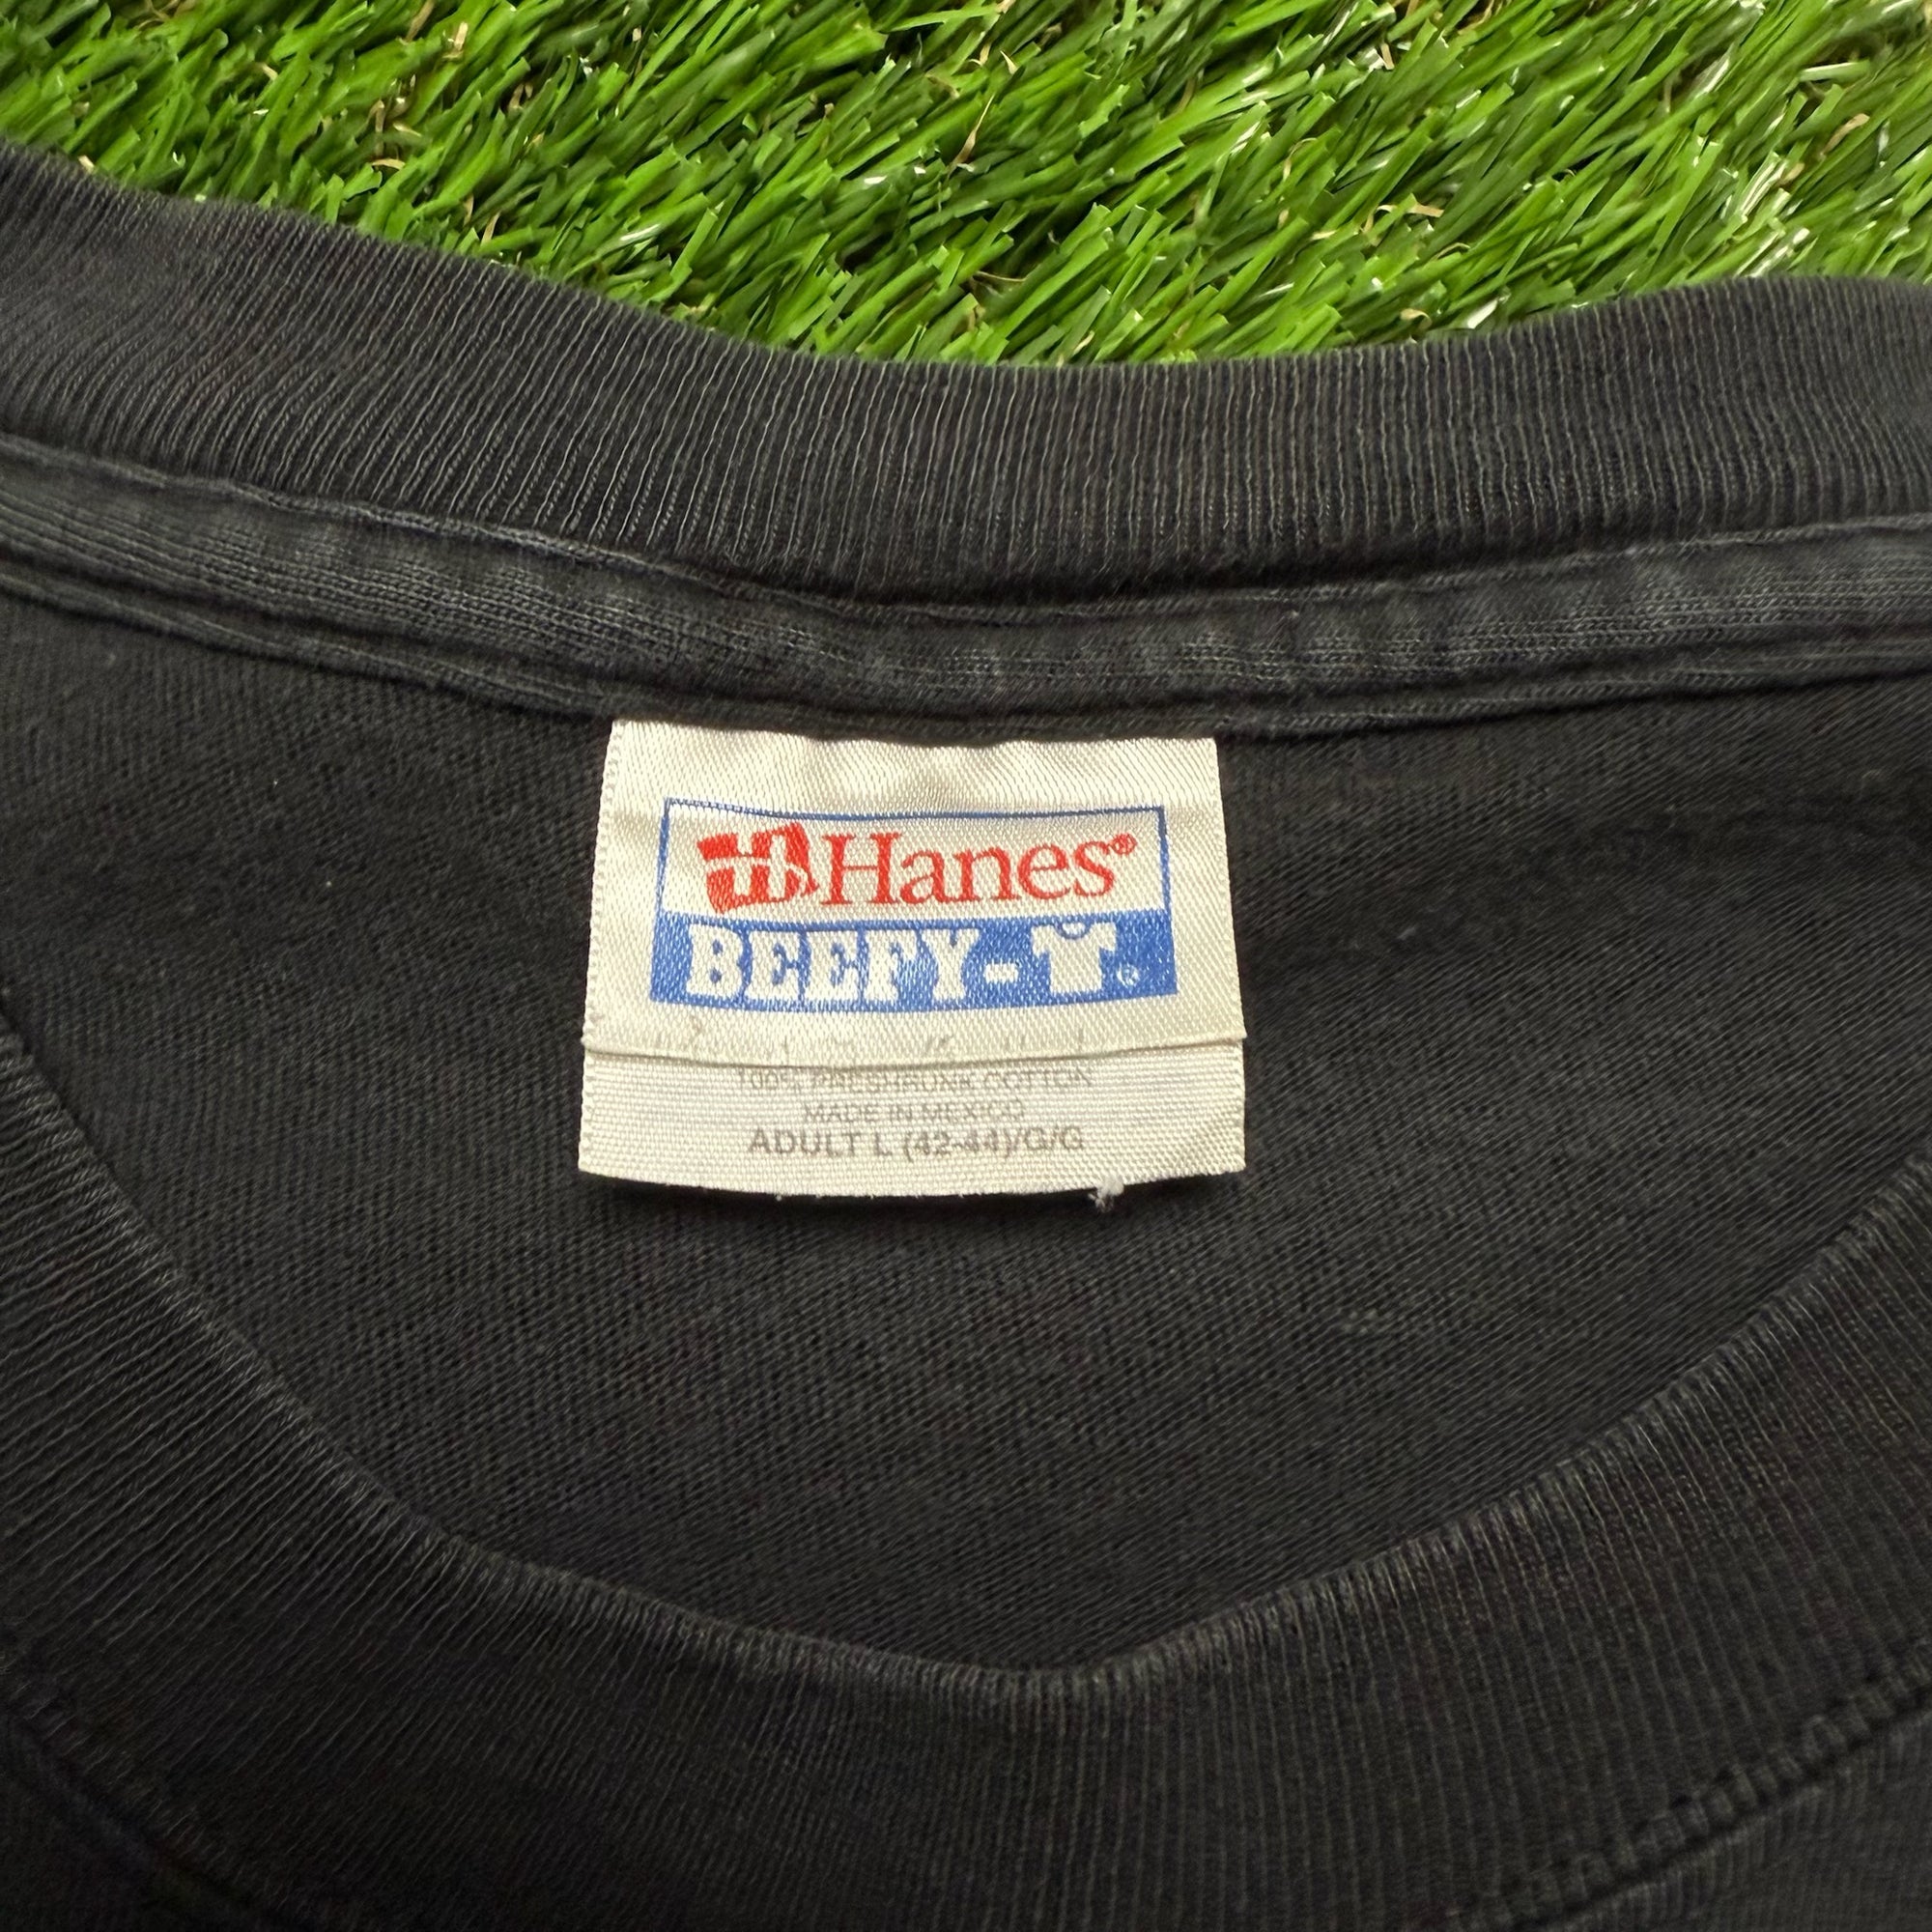 Hanes®
BEEFY-T®
100% PRESHRUNK COTTON
MADE IN MEXICO
ADULT L (42-44)/G/G